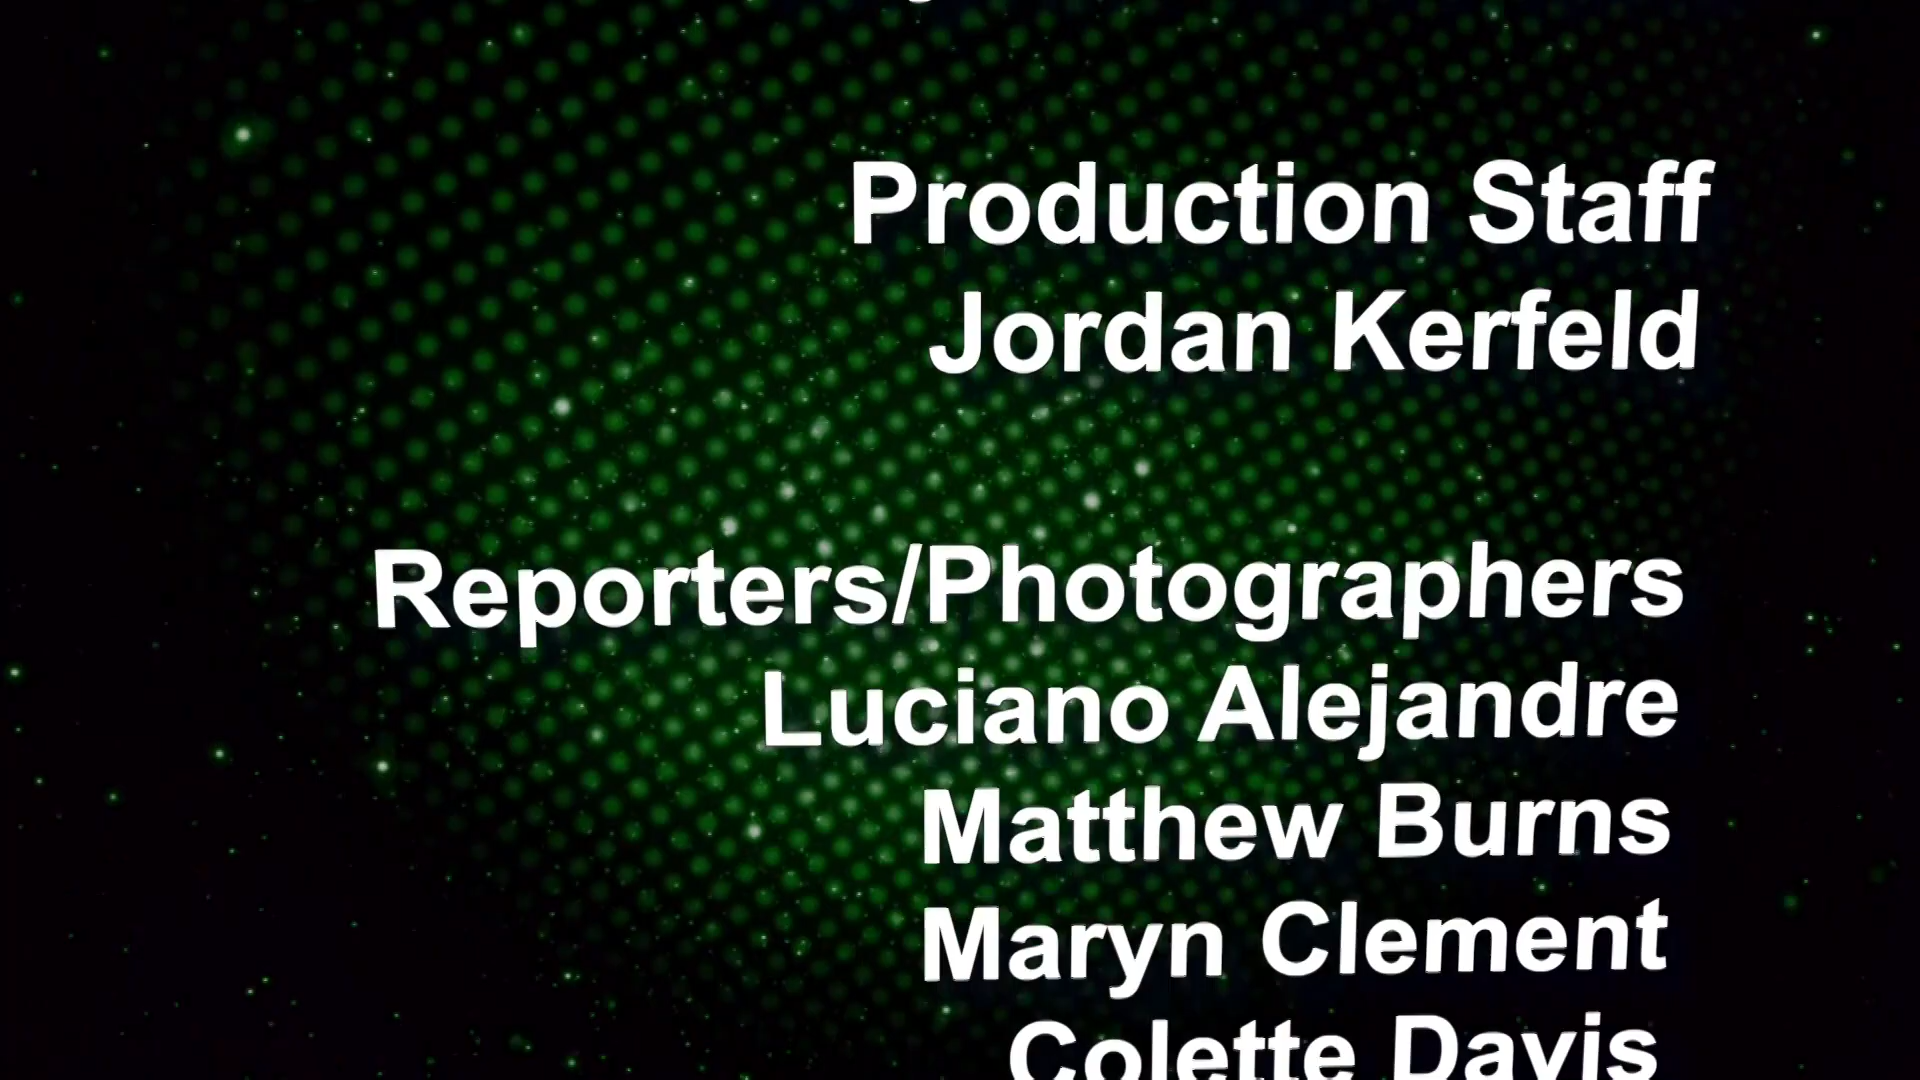 Production Staff
Jordan Kerfeld
Reporters/Photographers
Luciano Alejandre
Matthew Burns
Maryn Clement
Colette Davis